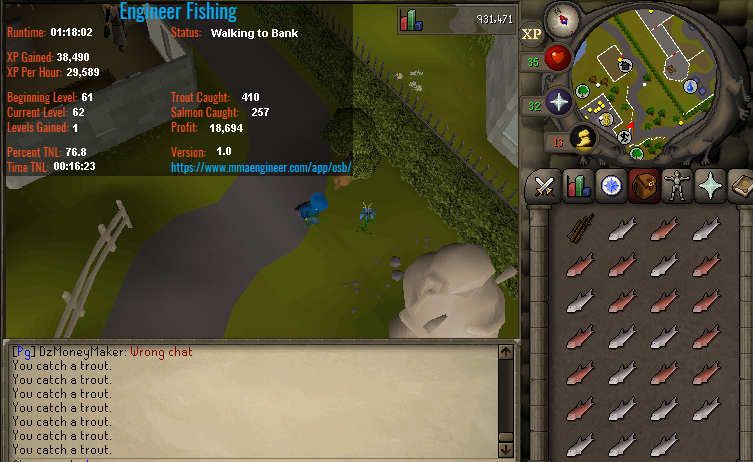 Engineer Fishing
Runtime: 01:18:02
Status: Walking to Bank
XP Gained: 38,490
XP Per Hour: 29,589
Beginning Level: 61
Trout Caught: 410
Current Level: 62
Salmon Caught: 257
Levels Gained: 1
Profit: 18,694
Percent TNL: 76.8
Version: 1.0
Time TNL: 00:16:23
https://www.mmaengineer.com/app/osb/
931,471
XP
35
32
13
[Pg] DzMoneyMaker: Wrong chat
You catch a trout.
You catch a trout.
You catch a trout.
You catch a trout.
You catch a trout.
You catch a trout.
You catch a trout.